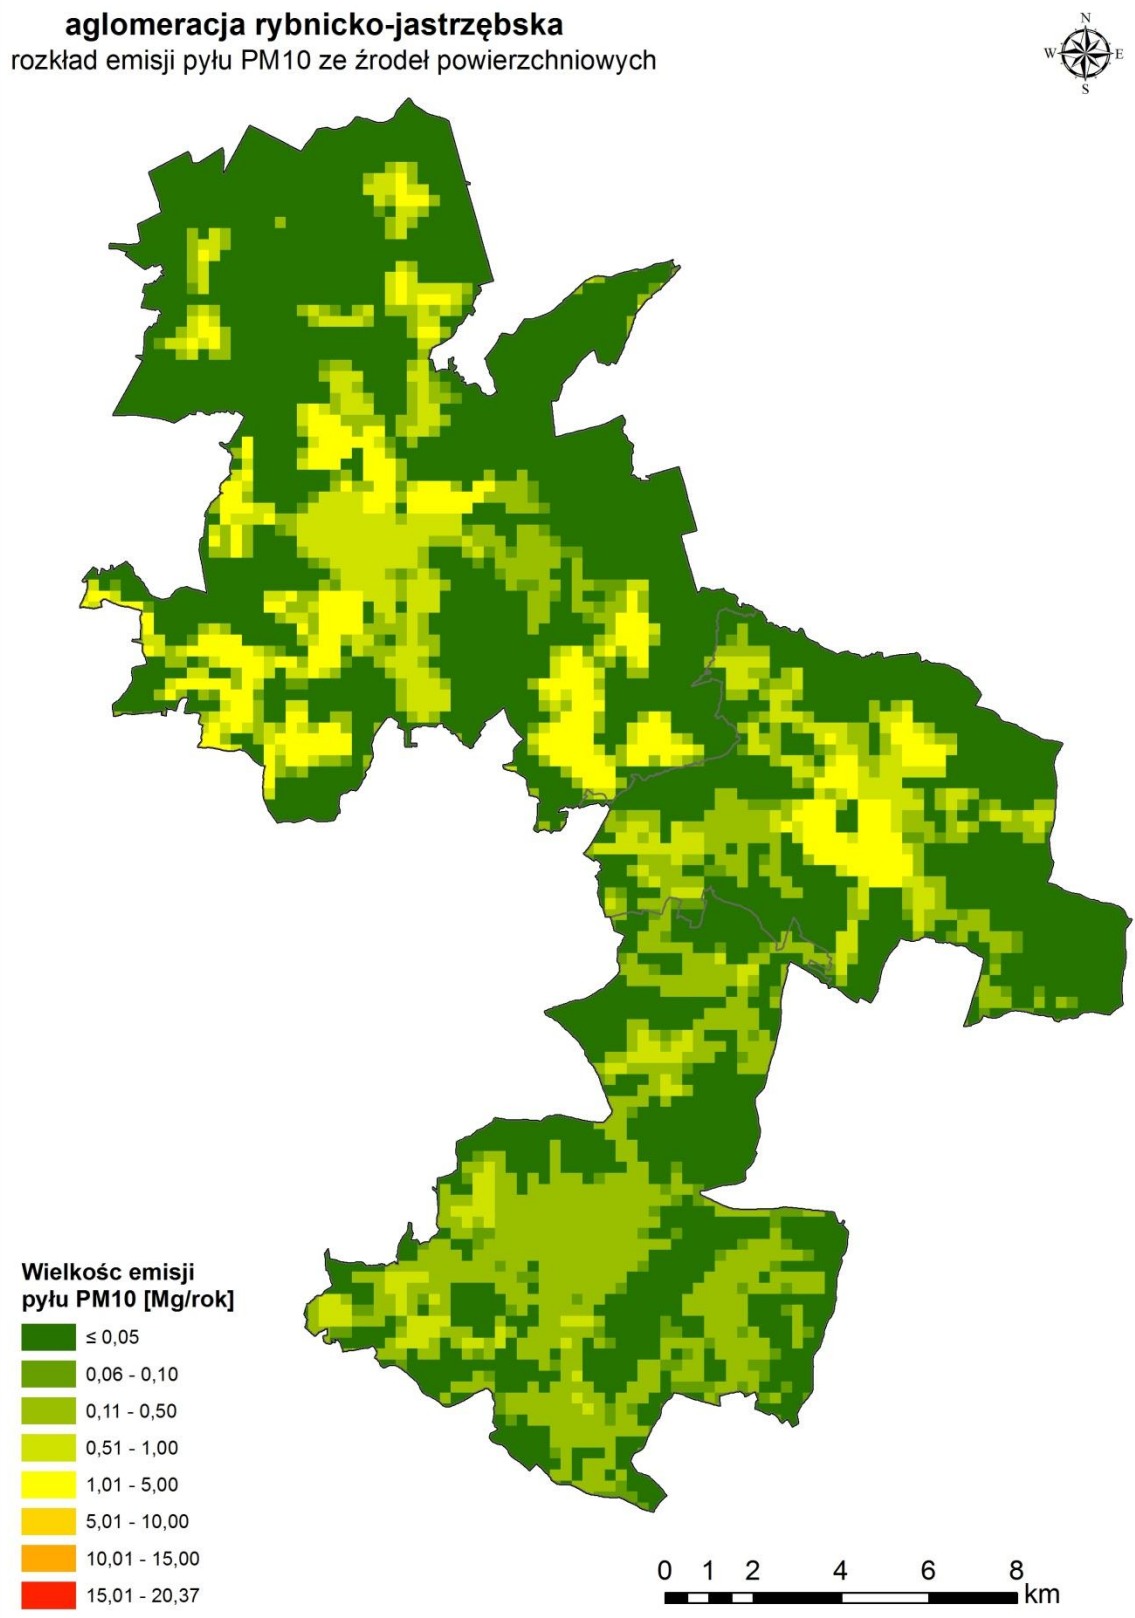 aglomeracja rybnicko-jastrzębska
rozkład emisji pyłu PM10 ze źrodeł powierzchniowych
N
W E
S
Wielkośc emisji
pyłu PM10 [Mg/rok]
≤ 0,05
0,06 - 0,10
0,11 - 0,50
0,51 - 1,00
1,01 - 5,00
5,01 - 10,00
10,01 - 15,00
15,01 - 20,37
0 1 2 4 6 8
km